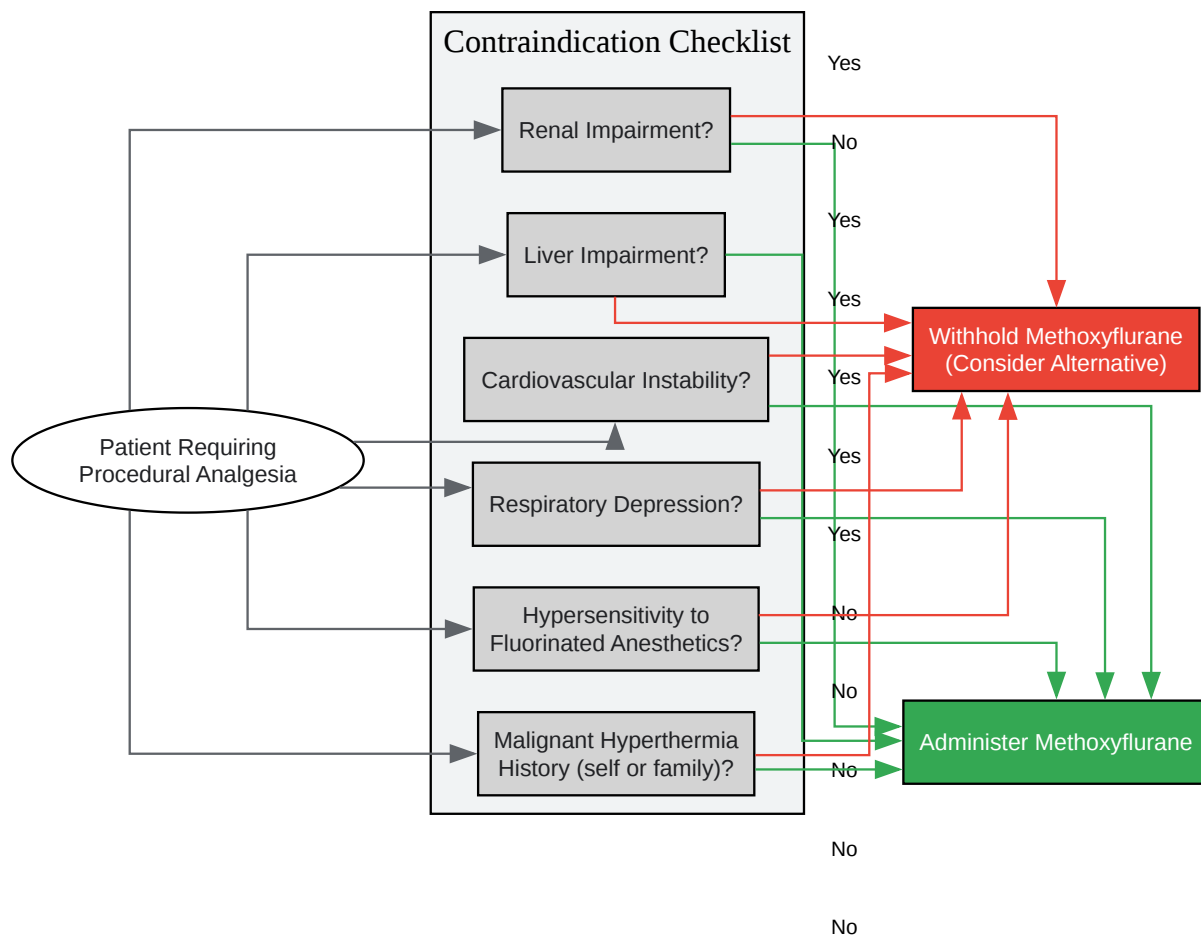 Contraindication Checklist
Yes
Renal Impairment?
No
Yes
Liver Impairment?
Yes
Withhold Methoxyflurane
(Consider Alternative)
Cardiovascular Instability?
Yes
Patient Requiring
Procedural Analgesia
Yes
Respiratory Depression?
Yes
Hypersensitivity to
Fluorinated Anesthetics?
No
No
Malignant Hyperthermia
History (self or family)?
Administer Methoxyflurane
No
No
No